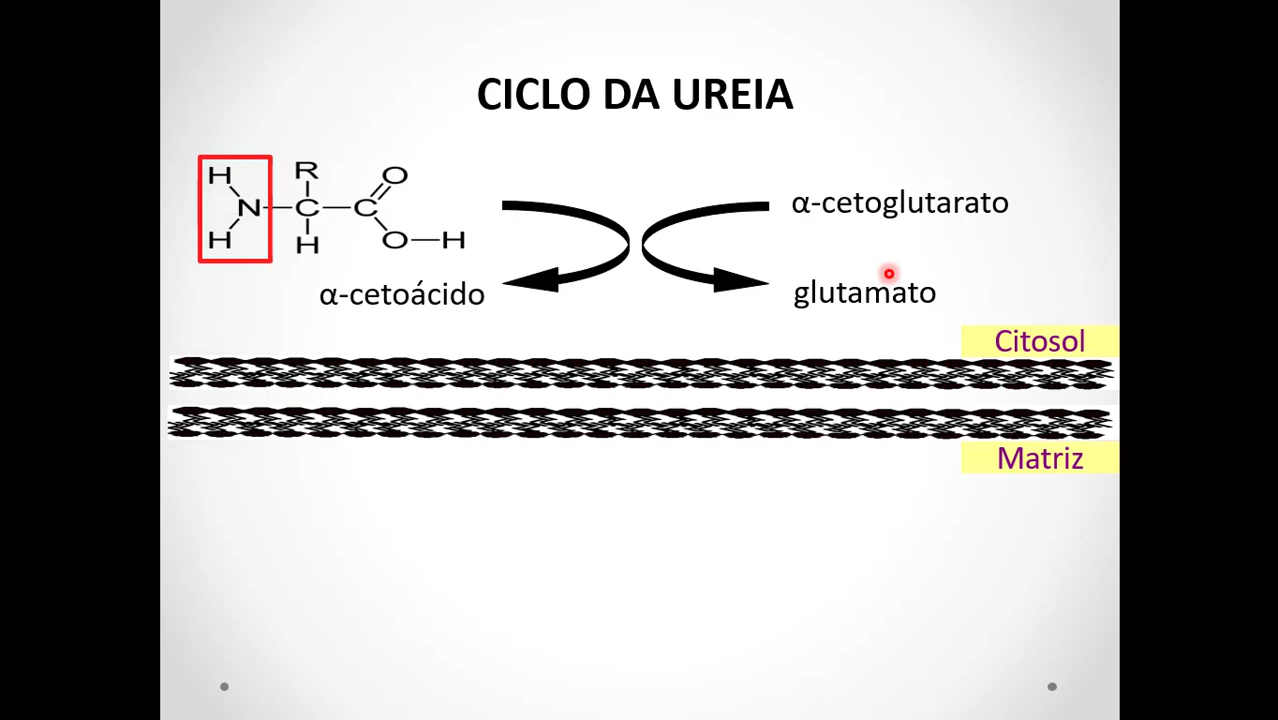 CICLO DA UREIA
H R O
N C C
H H O H
α-cetoglutarato
α-cetoácido
glutamato
Citosol
Matriz